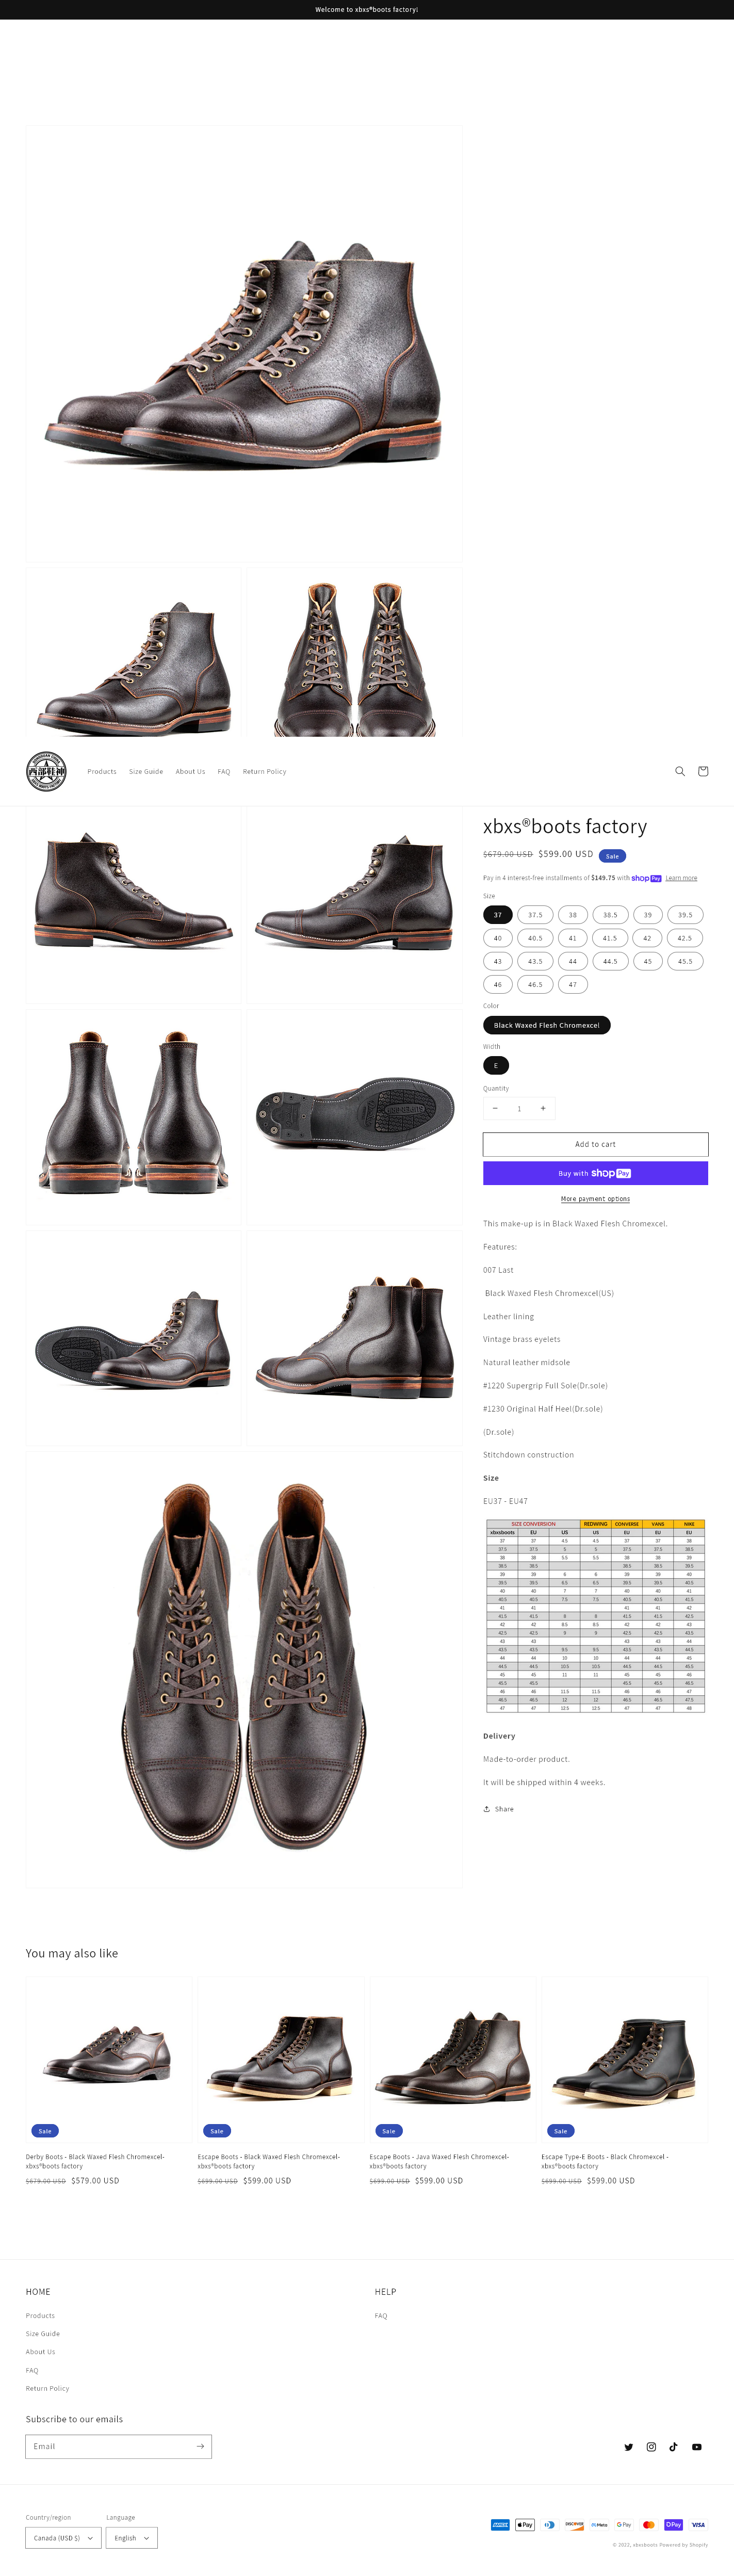 Welcome to xbxs®boots factory!
西部鞋神
Products
Size Guide
About Us
FAQ
Return Policy
xbxs®boots factory
$679.00 USD $599.00 USD Sale
Pay in 4 interest-free installments of $149.75 with shop Pay Learn more
Size
37 37.5 38 38.5 39 39.5
40 40.5 41 41.5 42 42.5
43 43.5 44 44.5 45 45.5
46 46.5 47
Color
Black Waxed Flesh Chromexcel
Width
E
Quantity
− 1 +
Add to cart
Buy with shop Pay
More payment options
This make-up is in Black Waxed Flesh Chromexcel.
Features:
007 Last
Black Waxed Flesh Chromexcel(US)
Leather lining
Vintage brass eyelets
Natural leather midsole
#1220 Supergrip Full Sole(Dr.sole)
#1230 Original Half Heel(Dr.sole)
(Dr.sole)
Stitchdown construction
Size
EU37 - EU47
SIZE CONVERSION REDWING CONVERSE VANS NIKE
xbxsboots EU US US EU EU EU
37 37 4.5 4.5 37 37 38
37.5 37.5 5 5 37.5 37.5 38.5
38 38 5.5 5.5 38 38 39
38.5 38.5 38.5 38.5 39.5
39 39 6 6 39 39 40
39.5 39.5 6.5 6.5 39.5 39.5 40.5
40 40 7 7 40 40 41
40.5 40.5 7.5 7.5 40.5 40.5 41.5
41 41 41 41 42
41.5 41.5 8 8 41.5 41.5 42.5
42 42 8.5 8.5 42 42 43
42.5 42.5 9 9 42.5 42.5 43.5
43 43 43 43 44
43.5 43.5 9.5 9.5 43.5 43.5 44.5
44 44 10 10 44 44 45
44.5 44.5 10.5 10.5 44.5 44.5 45.5
45 45 11 11 45 45 46
45.5 45.5 45.5 45.5 46.5
46 46 11.5 11.5 46 46 47
46.5 46.5 12 12 46.5 46.5 47.5
47 47 12.5 12.5 47 47 48
Delivery
Made-to-order product.
It will be shipped within 4 weeks.
Share
You may also like
Sale
Derby Boots - Black Waxed Flesh Chromexcel-
xbxs®boots factory
$679.00 USD $579.00 USD
Sale
Escape Boots - Black Waxed Flesh Chromexcel-
xbxs®boots factory
$699.00 USD $599.00 USD
Sale
Escape Boots - Java Waxed Flesh Chromexcel-
xbxs®boots factory
$699.00 USD $599.00 USD
Sale
Escape Type-E Boots - Black Chromexcel -
xbxs®boots factory
$699.00 USD $599.00 USD
HOME
Products
Size Guide
About Us
FAQ
Return Policy
HELP
FAQ
Subscribe to our emails
Email
Country/region
Canada (USD $)
Language
English
AMEX Pay DISCOVER Meta G Pay Pay VISA
© 2022, xbxsboots Powered by Shopify